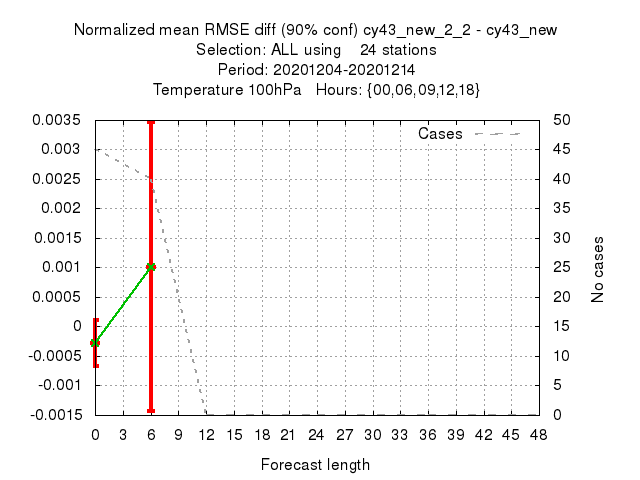 Normalized mean RMSE diff (90% conf) cy43_new_2_2 - cy43_new
Selection: ALL using    24 stations
Period: 20201204-20201214
Temperature 100hPa   Hours: {00,06,09,12,18}
Cases
0.0035
0.003
0.0025
0.002
0.0015
0.001
0.0005
0
-0.0005
-0.001
-0.0015
50
45
40
35
30
25
20
15
10
5
0
No cases
0 3 6 9 12 15 18 21 24 27 30 33 36 39 42 45 48
Forecast length